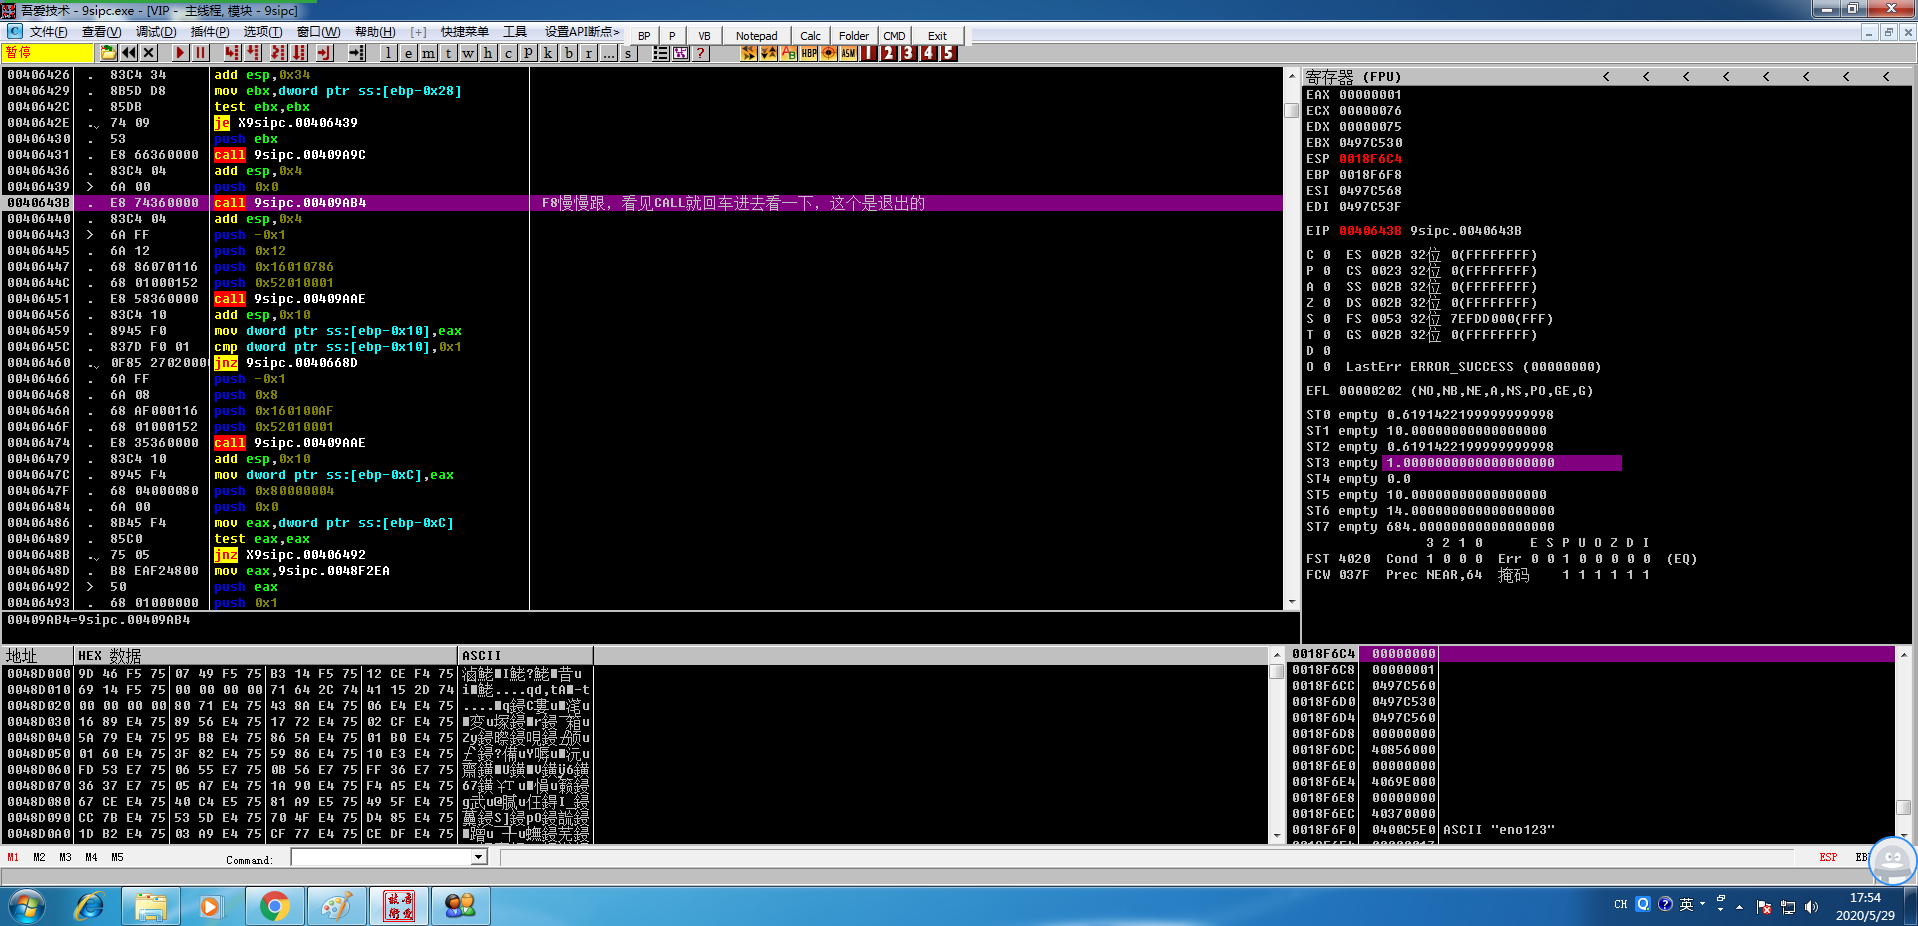 吾爱技术 - 9sipc.exe - [VIP - 主线程, 模块 - 9sipc]
文件(F) 查看(V) 调试(D) 插件(P) 选项(T) 窗口(W) 帮助(H) [+] 快捷菜单 工具 设置API断点> BP P VB Notepad Calc Folder CMD Exit
暂停 l e m t w h c p k b r ... s ? HBP ASM 1 2 3 4 5
00406426 . 83C4 34 add esp,0x34
00406429 . 8B5D D8 mov ebx,dword ptr ss:[ebp-0x28]
0040642C . 85DB test ebx,ebx
0040642E . 74 09 je X9sipc.00406439
00406430 . 53 push ebx
00406431 . E8 66360000 call 9sipc.00409A9C
00406436 . 83C4 04 add esp,0x4
00406439 > 6A 00 push 0x0
0040643B . E8 74360000 call 9sipc.00409AB4 F8慢慢跟，看见CALL就回车进去看一下，这个是退出的
00406440 . 83C4 04 add esp,0x4
00406443 > 6A FF push -0x1
00406445 . 6A 12 push 0x12
00406447 . 68 86070116 push 0x16010786
0040644C . 68 01000152 push 0x52010001
00406451 . E8 58360000 call 9sipc.00409AAE
00406456 . 83C4 10 add esp,0x10
00406459 . 8945 F0 mov dword ptr ss:[ebp-0x10],eax
0040645C . 837D F0 01 cmp dword ptr ss:[ebp-0x10],0x1
00406460 . 0F85 27020000 jnz 9sipc.0040668D
00406466 . 6A FF push -0x1
00406468 . 6A 08 push 0x8
0040646A . 68 AF000116 push 0x160100AF
0040646F . 68 01000152 push 0x52010001
00406474 . E8 35360000 call 9sipc.00409AAE
00406479 . 83C4 10 add esp,0x10
0040647C . 8945 F4 mov dword ptr ss:[ebp-0xC],eax
0040647F . 68 04000080 push 0x80000004
00406484 . 6A 00 push 0x0
00406486 . 8B45 F4 mov eax,dword ptr ss:[ebp-0xC]
00406489 . 85C0 test eax,eax
0040648B . 75 05 jnz X9sipc.00406492
0040648D . B8 EAF24800 mov eax,9sipc.0048F2EA
00406492 > 50 push eax
00406493 . 68 01000000 push 0x1
00409AB4=9sipc.00409AB4
寄存器 (FPU) < < < < < < < <
EAX 00000001
ECX 00000076
EDX 00000075
EBX 0497C530
ESP 0018F6C4
EBP 0018F6F8
ESI 0497C568
EDI 0497C53F
EIP 0040643B 9sipc.0040643B
C 0 ES 002B 32位 0(FFFFFFFF)
P 0 CS 0023 32位 0(FFFFFFFF)
A 0 SS 002B 32位 0(FFFFFFFF)
Z 0 DS 002B 32位 0(FFFFFFFF)
S 0 FS 0053 32位 7EFDD000(FFF)
T 0 GS 002B 32位 0(FFFFFFFF)
D 0
O 0 LastErr ERROR_SUCCESS (00000000)
EFL 00000202 (NO,NB,NE,A,NS,PO,GE,G)
ST0 empty 0.6191422199999999998
ST1 empty 10.00000000000000000
ST2 empty 0.6191422199999999998
ST3 empty 1.0000000000000000000
ST4 empty 0.0
ST5 empty 10.00000000000000000
ST6 empty 14.000000000000000000
ST7 empty 684.00000000000000000
3 2 1 0 E S P U O Z D I
FST 4020 Cond 1 0 0 0 Err 0 0 1 0 0 0 0 0 (EQ)
FCW 037F Prec NEAR,64 掩码 1 1 1 1 1 1
地址 HEX 数据 ASCII
0048D000 9D 46 F5 75 07 49 F5 75 B3 14 F5 75 12 CE F4 75
0048D010 69 14 F5 75 00 00 00 00 71 64 2C 74 41 15 2D 74
0048D020 00 00 00 00 80 71 E4 75 43 8A E4 75 06 E4 E4 75
0048D030 16 89 E4 75 89 56 E4 75 17 72 E4 75 02 CF E4 75
0048D040 5A 79 E4 75 95 B8 E4 75 86 5A E4 75 01 B0 E4 75
0048D050 01 60 E4 75 3F 82 E4 75 59 86 E4 75 10 E3 E4 75
0048D060 FD 53 E7 75 06 55 E7 75 0B 56 E7 75 FF 36 E7 75
0048D070 36 37 E7 75 05 A7 E4 75 1A 90 E4 75 F4 A5 E4 75
0048D080 67 CE E4 75 40 C4 E5 75 81 A9 E5 75 49 5F E4 75
0048D090 CC 7B E4 75 53 5D E4 75 70 4F E4 75 D4 85 E4 75
0048D0A0 1D B2 E4 75 03 A9 E4 75 CF 77 E4 75 CE DF E4 75
0018F6C4 00000000
0018F6C8 00000001
0018F6CC 0497C560
0018F6D0 0497C530
0018F6D4 0497C560
0018F6D8 00000000
0018F6DC 40856000
0018F6E0 00000000
0018F6E4 4069E000
0018F6E8 00000000
0018F6EC 40370000
0018F6F0 0400C5E0 ASCII "eno123"
M1 M2 M3 M4 M5 Command: ESP
CH 英 17:54
2020/5/29